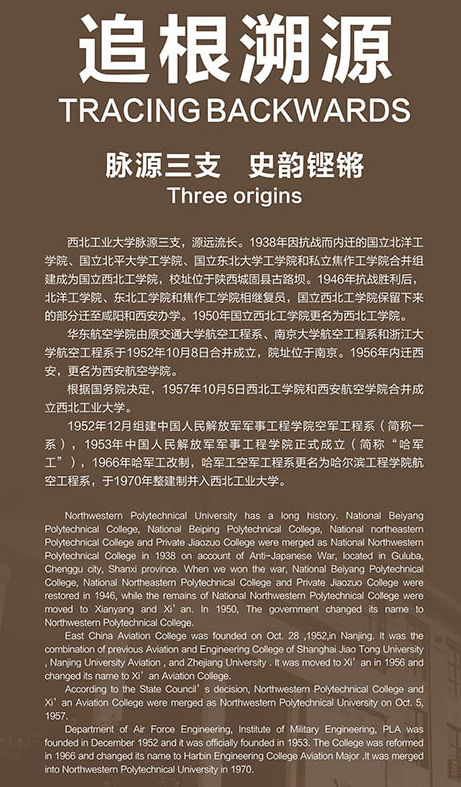 追根溯源
TRACING BACKWARDS
脉源三支 史韵铿锵
Three origins
西北工业大学脉源三支，源远流长。1938年因抗战而内迁的国立北洋工
学院、国立北平大学工学院、国立东北大学工学院和私立焦作工学院合并组
建成为国立西北工学院，校址位于陕西城固县古路坝。1946年抗战胜利后，
北洋工学院、东北工学院和焦作工学院相继复员，国立西北工学院保留下来
的部分迁至咸阳和西安办学。1950年国立西北工学院更名为西北工学院。
华东航空学院由原交通大学航空工程系、南京大学航空工程系和浙江大
学航空工程系于1952年10月8日合并成立，院址位于南京。1956年内迁西
安，更名为西安航空学院。
根据国务院决定，1957年10月5日西北工学院和西安航空学院合并成
立西北工业大学。
1952年12月组建中国人民解放军军事工程学院空军工程系（简称一
系），1953年中国人民解放军军事工程学院正式成立（简称“哈军
工”），1966年哈军工改制，哈军工空军工程系更名为哈尔滨工程学院航
空工程系，于1970年整建制并入西北工业大学。
Northwestern Polytechnical University has a long history. National Beiyang
Polytechnical College, National Beiping Polytechnical College, National northeastern
Polytechnical College and Private Jiaozuo College were merged as National Northwestern
Polytechnical College in 1938 on account of Anti-Japanese War, located in Guluba,
Chenggu city, Shanxi province. When we won the war, National Beiyang Polytechnical
College, National Northeastern Polytechnical College and Private Jiaozuo College were
restored in 1946, while the remains of National Northwestern Polytechnical College were
moved to Xianyang and Xi’an. In 1950, The government changed its name to
Northwestern Polytechnical College.
East China Aviation College was founded on Oct. 28 ,1952,in Nanjing. It was the
combination of previous Aviation and Engineering College of Shanghai Jiao Tong University
, Nanjing University Aviation , and Zhejiang University . It was moved to Xi’an in 1956 and
changed its name to Xi’an Aviation College.
According to the State Council’s decision, Northwestern Polytechnical College and
Xi’an Aviation College were merged as Northwestern Polytechnical University on Oct. 5,
1957.
Department of Air Force Engineering, Institute of Military Engineering, PLA was
founded in December 1952 and it was officially founded in 1953. The College was reformed
in 1966 and changed its name to Harbin Engineering College Aviation Major .It was merged
into Northwestern Polytechnical University in 1970.